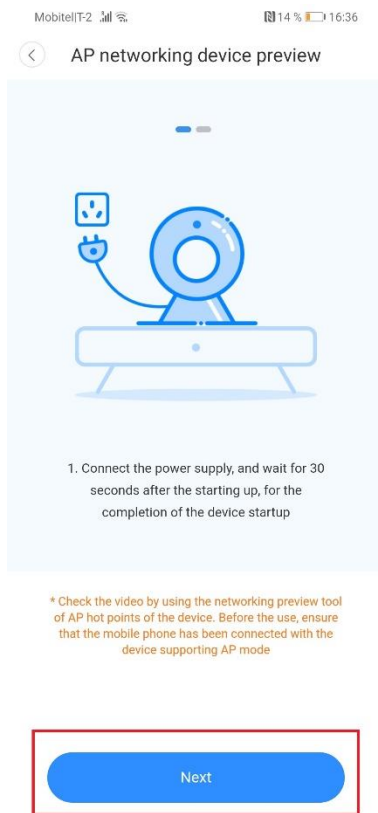 Mobitel|T-2 14 % 16:36
AP networking device preview
1. Connect the power supply, and wait for 30
seconds after the starting up, for the
completion of the device startup
* Check the video by using the networking preview tool
of AP hot points of the device. Before the use, ensure
that the mobile phone has been connected with the
device supporting AP mode
Next